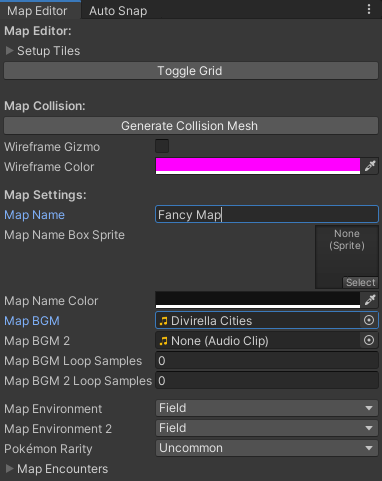 Map Editor Auto Snap
Map Editor:
Setup Tiles
Toggle Grid
Map Collision:
Generate Collision Mesh
Wireframe Gizmo
Wireframe Color
Map Settings:
Map Name Fancy Map
Map Name Box Sprite None
(Sprite)
Select
Map Name Color
Map BGM Divirella Cities
Map BGM 2 None (Audio Clip)
Map BGM Loop Samples 0
Map BGM 2 Loop Samples 0
Map Environment Field
Map Environment 2 Field
Pokémon Rarity Uncommon
Map Encounters